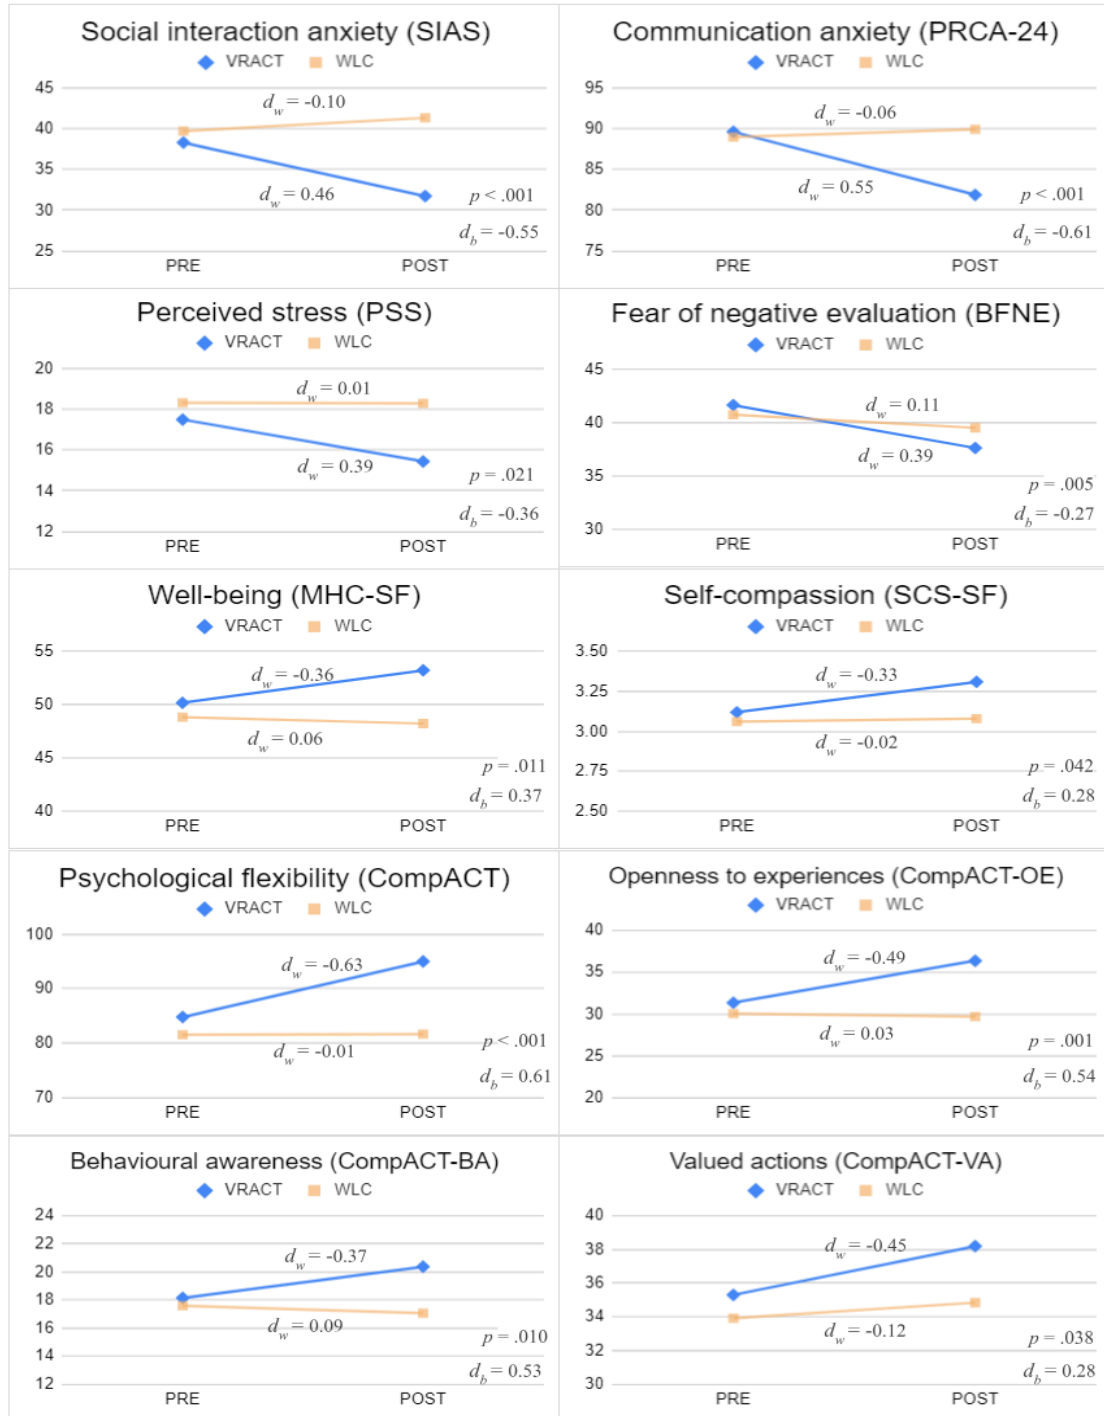 Social interaction anxiety (SIAS)
VRACT WLC
45
40
35
30
25
d_w = -0.10
d_w = 0.46
p < .001
d_b = -0.55
PRE POST
Communication anxiety (PRCA-24)
VRACT WLC
95
90
85
80
75
d_w = -0.06
d_w = 0.55
p < .001
d_b = -0.61
PRE POST
Perceived stress (PSS)
VRACT WLC
20
18
16
14
12
d_w = 0.01
d_w = 0.39
p = .021
d_b = -0.36
PRE POST
Fear of negative evaluation (BFNE)
VRACT WLC
45
40
35
30
d_w = 0.11
d_w = 0.39
p = .005
d_b = -0.27
PRE POST
Well-being (MHC-SF)
VRACT WLC
55
50
45
40
d_w = -0.36
d_w = 0.06
p = .011
d_b = 0.37
PRE POST
Self-compassion (SCS-SF)
VRACT WLC
3.50
3.25
3.00
2.75
2.50
d_w = -0.33
d_w = -0.02
p = .042
d_b = 0.28
PRE POST
Psychological flexibility (CompACT)
VRACT WLC
100
90
80
70
d_w = -0.63
d_w = -0.01
p < .001
d_b = 0.61
PRE POST
Openness to experiences (CompACT-OE)
VRACT WLC
40
35
30
25
20
d_w = -0.49
d_w = 0.03
p = .001
d_b = 0.54
PRE POST
Behavioural awareness (CompACT-BA)
VRACT WLC
24
22
20
18
16
14
12
d_w = -0.37
d_w = 0.09
p = .010
d_b = 0.53
PRE POST
Valued actions (CompACT-VA)
VRACT WLC
40
38
36
34
32
30
d_w = -0.45
d_w = -0.12
p = .038
d_b = 0.28
PRE POST